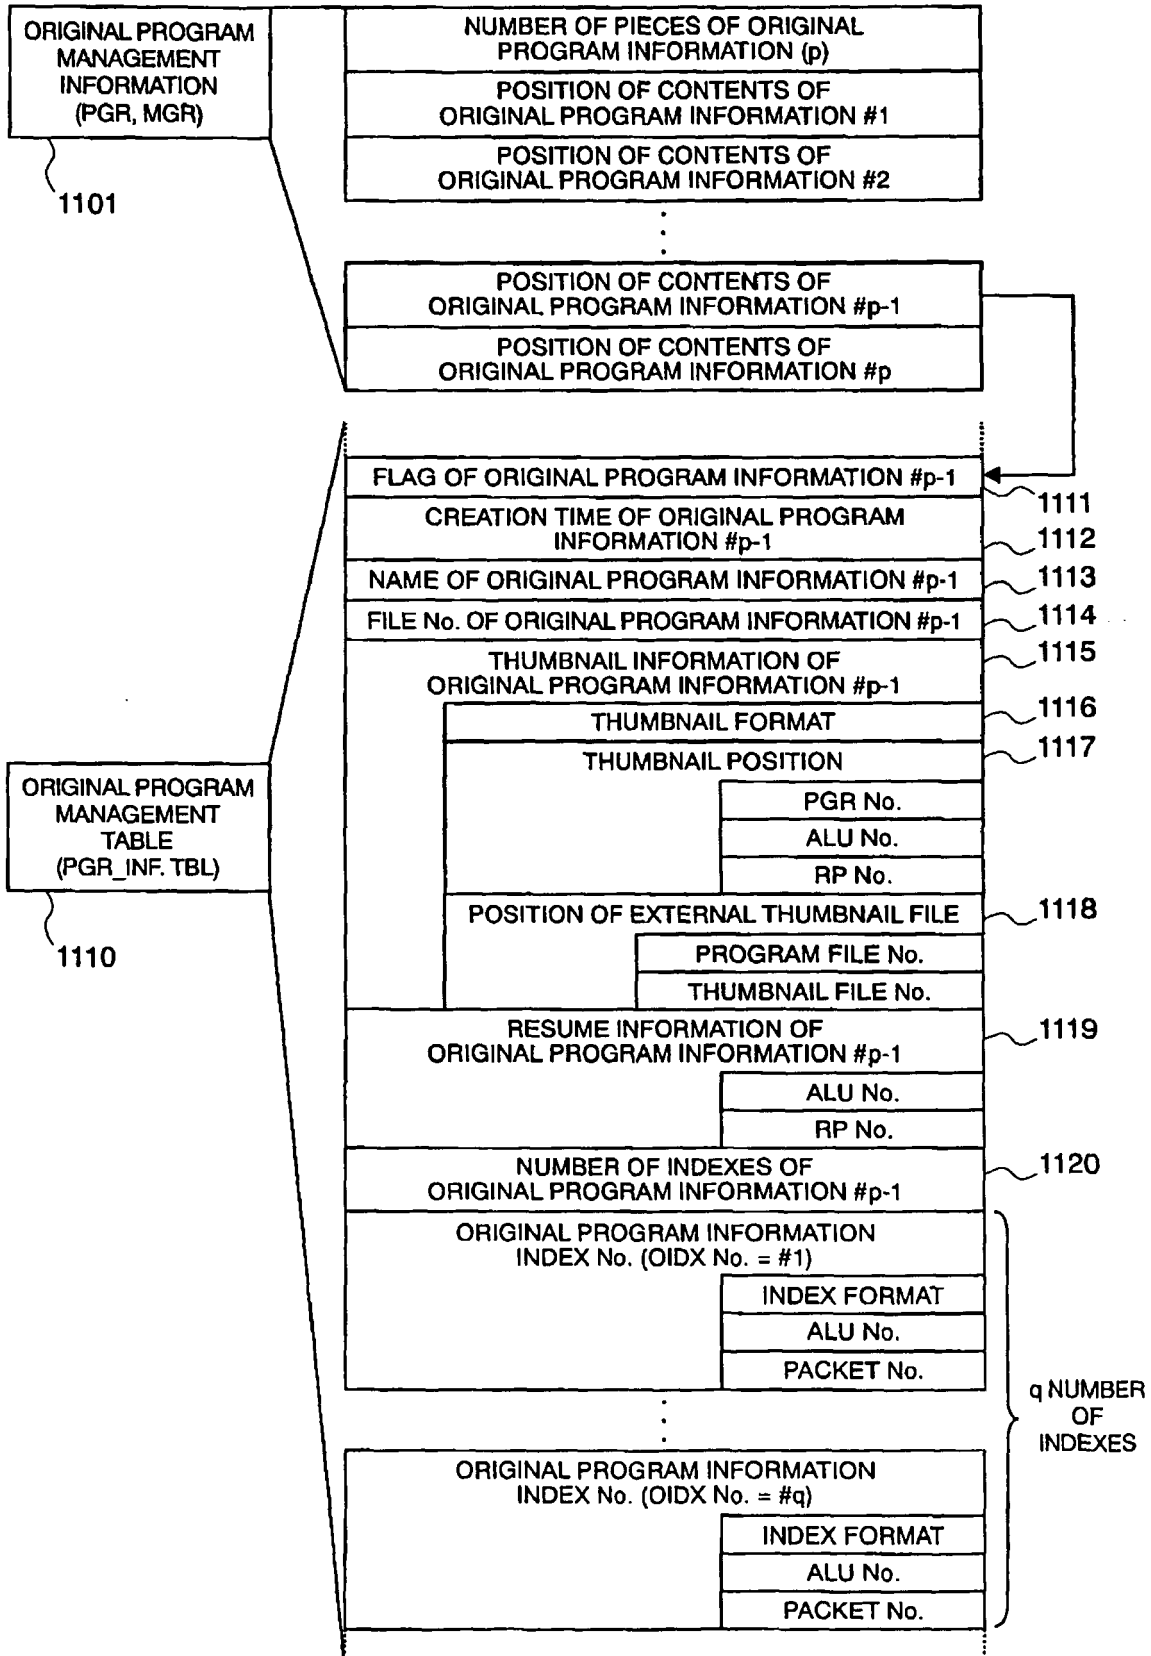 ORIGINAL PROGRAM
MANAGEMENT
INFORMATION
(PGR, MGR)
1101
NUMBER OF PIECES OF ORIGINAL
PROGRAM INFORMATION (p)
POSITION OF CONTENTS OF
ORIGINAL PROGRAM INFORMATION #1
POSITION OF CONTENTS OF
ORIGINAL PROGRAM INFORMATION #2
POSITION OF CONTENTS OF
ORIGINAL PROGRAM INFORMATION #p-1
POSITION OF CONTENTS OF
ORIGINAL PROGRAM INFORMATION #p
ORIGINAL PROGRAM
MANAGEMENT
TABLE
(PGR_INF. TBL)
1110
FLAG OF ORIGINAL PROGRAM INFORMATION #p-1
1111
CREATION TIME OF ORIGINAL PROGRAM
INFORMATION #p-1
1112
NAME OF ORIGINAL PROGRAM INFORMATION #p-1
1113
FILE No. OF ORIGINAL PROGRAM INFORMATION #p-1
1114
THUMBNAIL INFORMATION OF
ORIGINAL PROGRAM INFORMATION #p-1
1115
THUMBNAIL FORMAT
1116
THUMBNAIL POSITION
1117
PGR No.
ALU No.
RP No.
POSITION OF EXTERNAL THUMBNAIL FILE
1118
PROGRAM FILE No.
THUMBNAIL FILE No.
RESUME INFORMATION OF
ORIGINAL PROGRAM INFORMATION #p-1
1119
ALU No.
RP No.
NUMBER OF INDEXES OF
ORIGINAL PROGRAM INFORMATION #p-1
1120
ORIGINAL PROGRAM INFORMATION
INDEX No. (OIDX No. = #1)
INDEX FORMAT
ALU No.
PACKET No.
q NUMBER
OF
INDEXES
ORIGINAL PROGRAM INFORMATION
INDEX No. (OIDX No. = #q)
INDEX FORMAT
ALU No.
PACKET No.